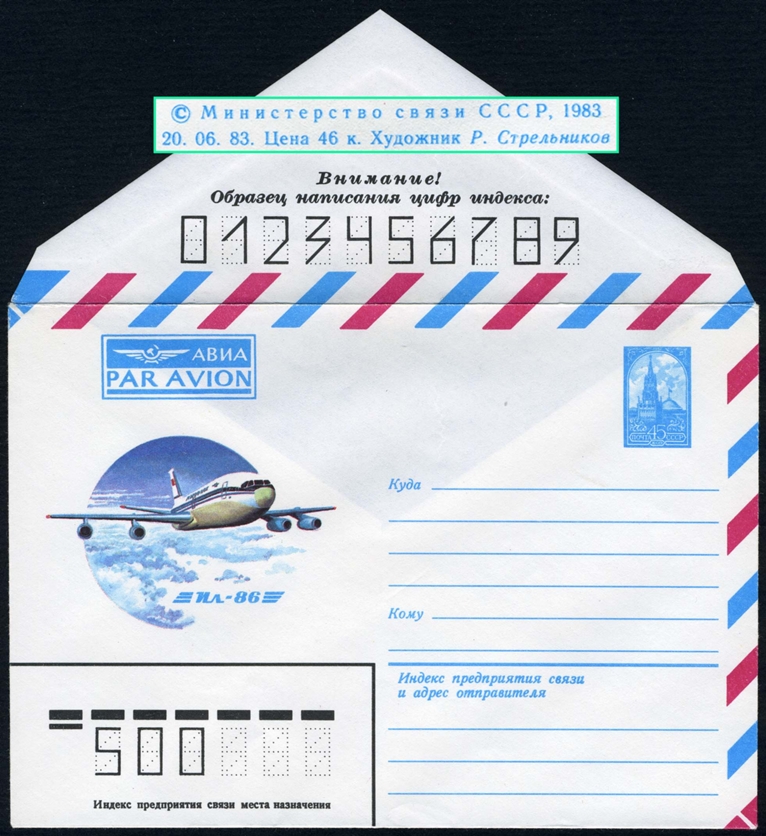 © Министерство связи СССР, 1983
20. 06. 83. Цена 46 к. Художник Р. Стрельников
Внимание!
Образец написания цифр индекса:
0123456789
АВИА
PAR AVION
ПОЧТА 45 СССР
Куда
Ил-86
Кому
Индекс предприятия связи
и адрес отправителя
500
Индекс предприятия связи места назначения